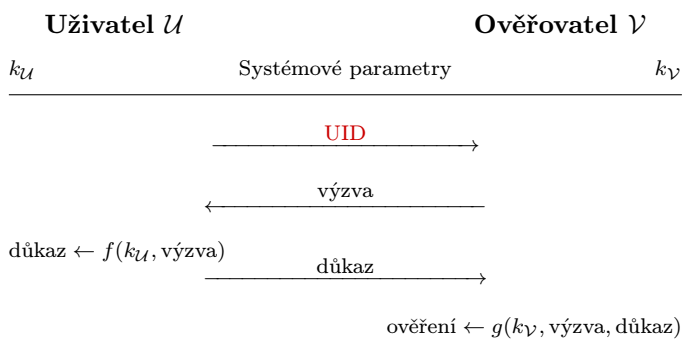 Uživatel 𝒰 Ověřovatel 𝒱
k𝒰 Systémové parametry k𝒱
UID
výzva
důkaz ← f(k𝒰, výzva)
důkaz
ověření ← g(k𝒱, výzva, důkaz)